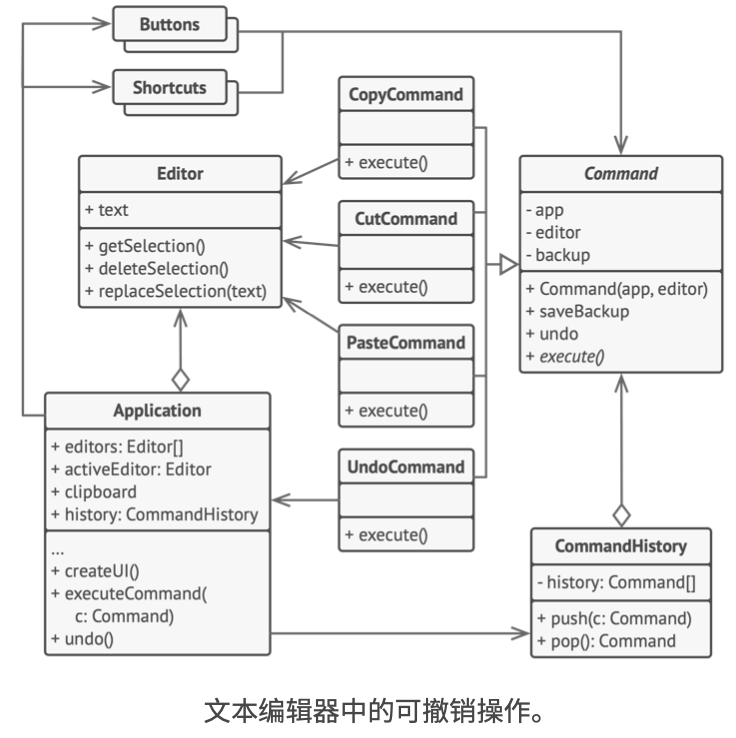 Buttons
Shortcuts
CopyCommand
+ execute()
Editor
+ text
+ getSelection()
+ deleteSelection()
+ replaceSelection(text)
CutCommand
+ execute()
Command
- app
- editor
- backup
+ Command(app, editor)
+ saveBackup
+ undo
+ execute()
PasteCommand
+ execute()
Application
+ editors: Editor[]
+ activeEditor: Editor
+ clipboard
+ history: CommandHistory
...
+ createUI()
+ executeCommand(
c: Command)
+ undo()
UndoCommand
+ execute()
CommandHistory
- history: Command[]
+ push(c: Command)
+ pop(): Command
文本编辑器中的可撤销操作。